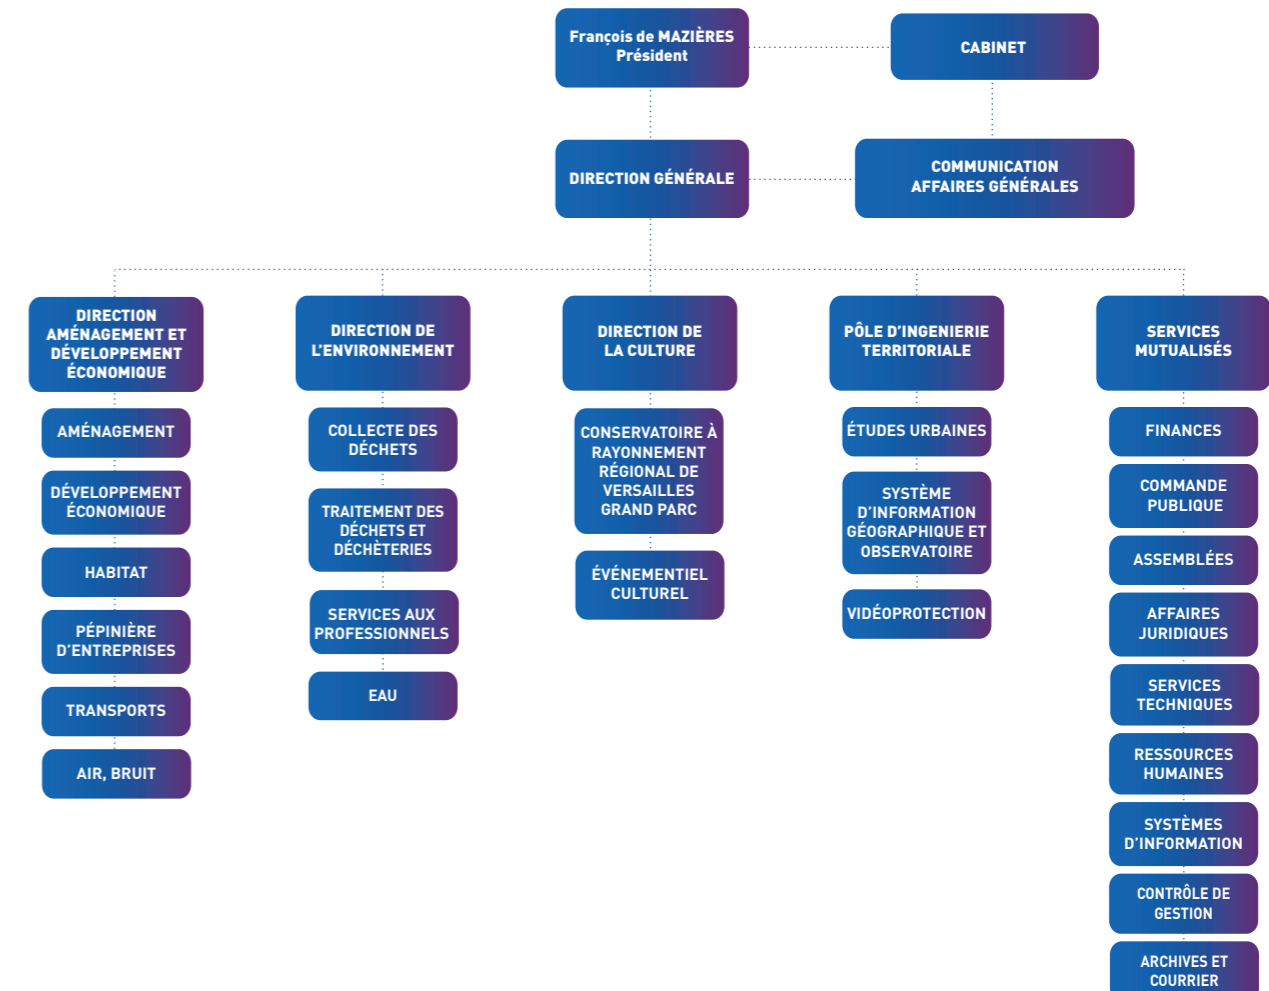 François de MAZIÈRES
Président
CABINET
DIRECTION GÉNÉRALE
COMMUNICATION
AFFAIRES GÉNÉRALES
DIRECTION
AMÉNAGEMENT ET
DÉVELOPPEMENT
ÉCONOMIQUE
AMÉNAGEMENT
DÉVELOPPEMENT
ÉCONOMIQUE
HABITAT
PÉPINIÈRE
D'ENTREPRISES
TRANSPORTS
AIR, BRUIT
DIRECTION DE
L'ENVIRONNEMENT
COLLECTE DES
DÉCHETS
TRAITEMENT DES
DÉCHETS ET
DÉCHÈTERIES
SERVICES AUX
PROFESSIONNELS
EAU
DIRECTION DE
LA CULTURE
CONSERVATOIRE À
RAYONNEMENT
RÉGIONAL DE
VERSAILLES
GRAND PARC
ÉVÉNEMENTIEL
CULTUREL
PÔLE D'INGENIERIE
TERRITORIALE
ÉTUDES URBAINES
SYSTÈME
D'INFORMATION
GÉOGRAPHIQUE ET
OBSERVATOIRE
VIDÉOPROTECTION
SERVICES
MUTUALISÉS
FINANCES
COMMANDE
PUBLIQUE
ASSEMBLÉES
AFFAIRES
JURIDIQUES
SERVICES
TECHNIQUES
RESSOURCES
HUMAINES
SYSTÈMES
D'INFORMATION
CONTRÔLE DE
GESTION
ARCHIVES ET
COURRIER